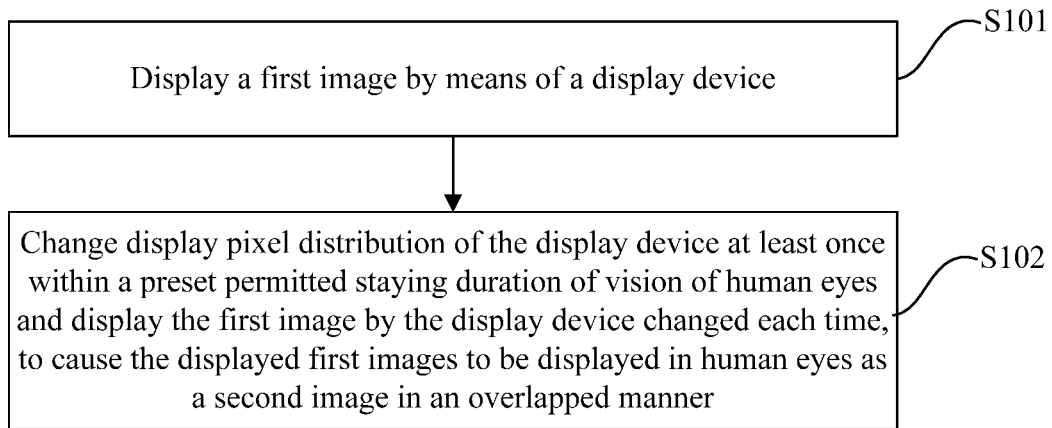 S101
Display a first image by means of a display device
Change display pixel distribution of the display device at least once
within a preset permitted staying duration of vision of human eyes
and display the first image by the display device changed each time,
to cause the displayed first images to be displayed in human eyes as
a second image in an overlapped manner
S102